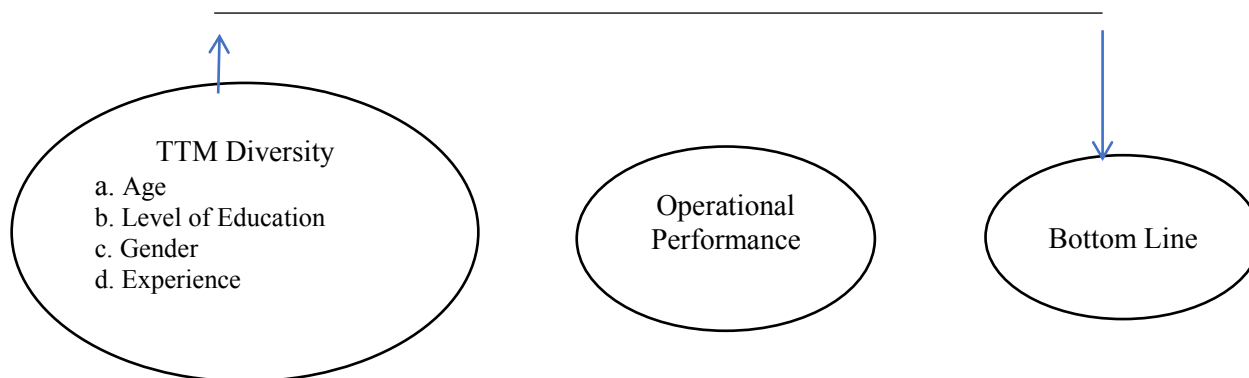 TTM Diversity
a. Age
b. Level of Education
c. Gender
d. Experience
Operational
Performance
Bottom Line